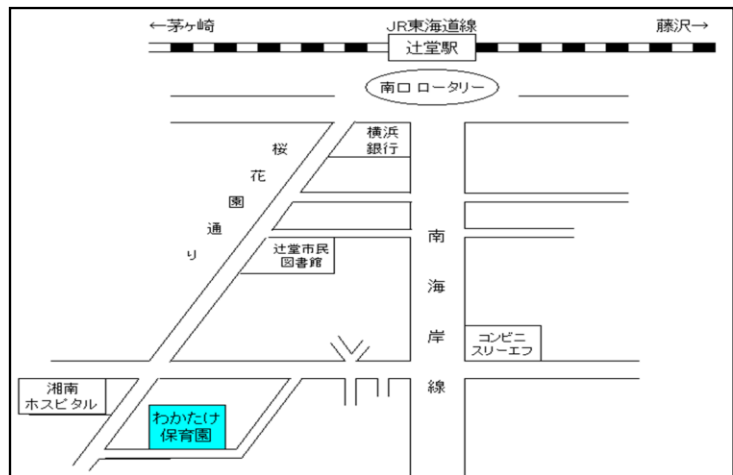 ←茅ヶ崎
JR東海道線
藤沢→
辻堂駅
南口 ロータリー
横浜
銀行
桜花園通り
辻堂市民
図書館
南海岸線
コンビニ
スリーエフ
湘南
ホスピタル
わかたけ
保育園